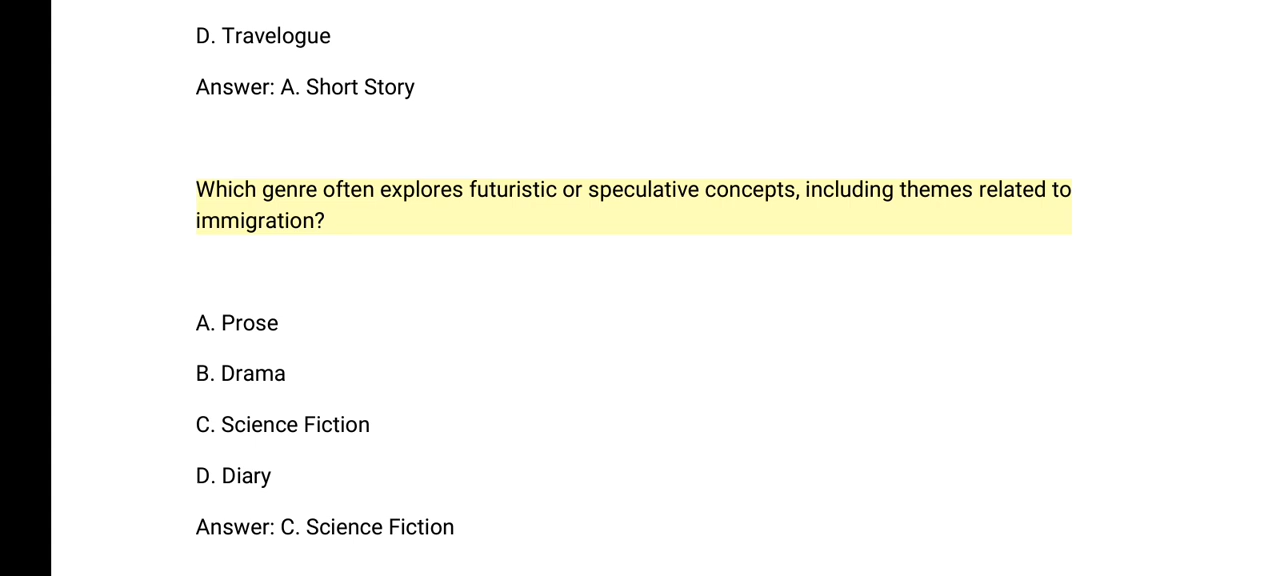 D. Travelogue
Answer: A. Short Story
Which genre often explores futuristic or speculative concepts, including themes related to
immigration?
A. Prose
B. Drama
C. Science Fiction
D. Diary
Answer: C. Science Fiction